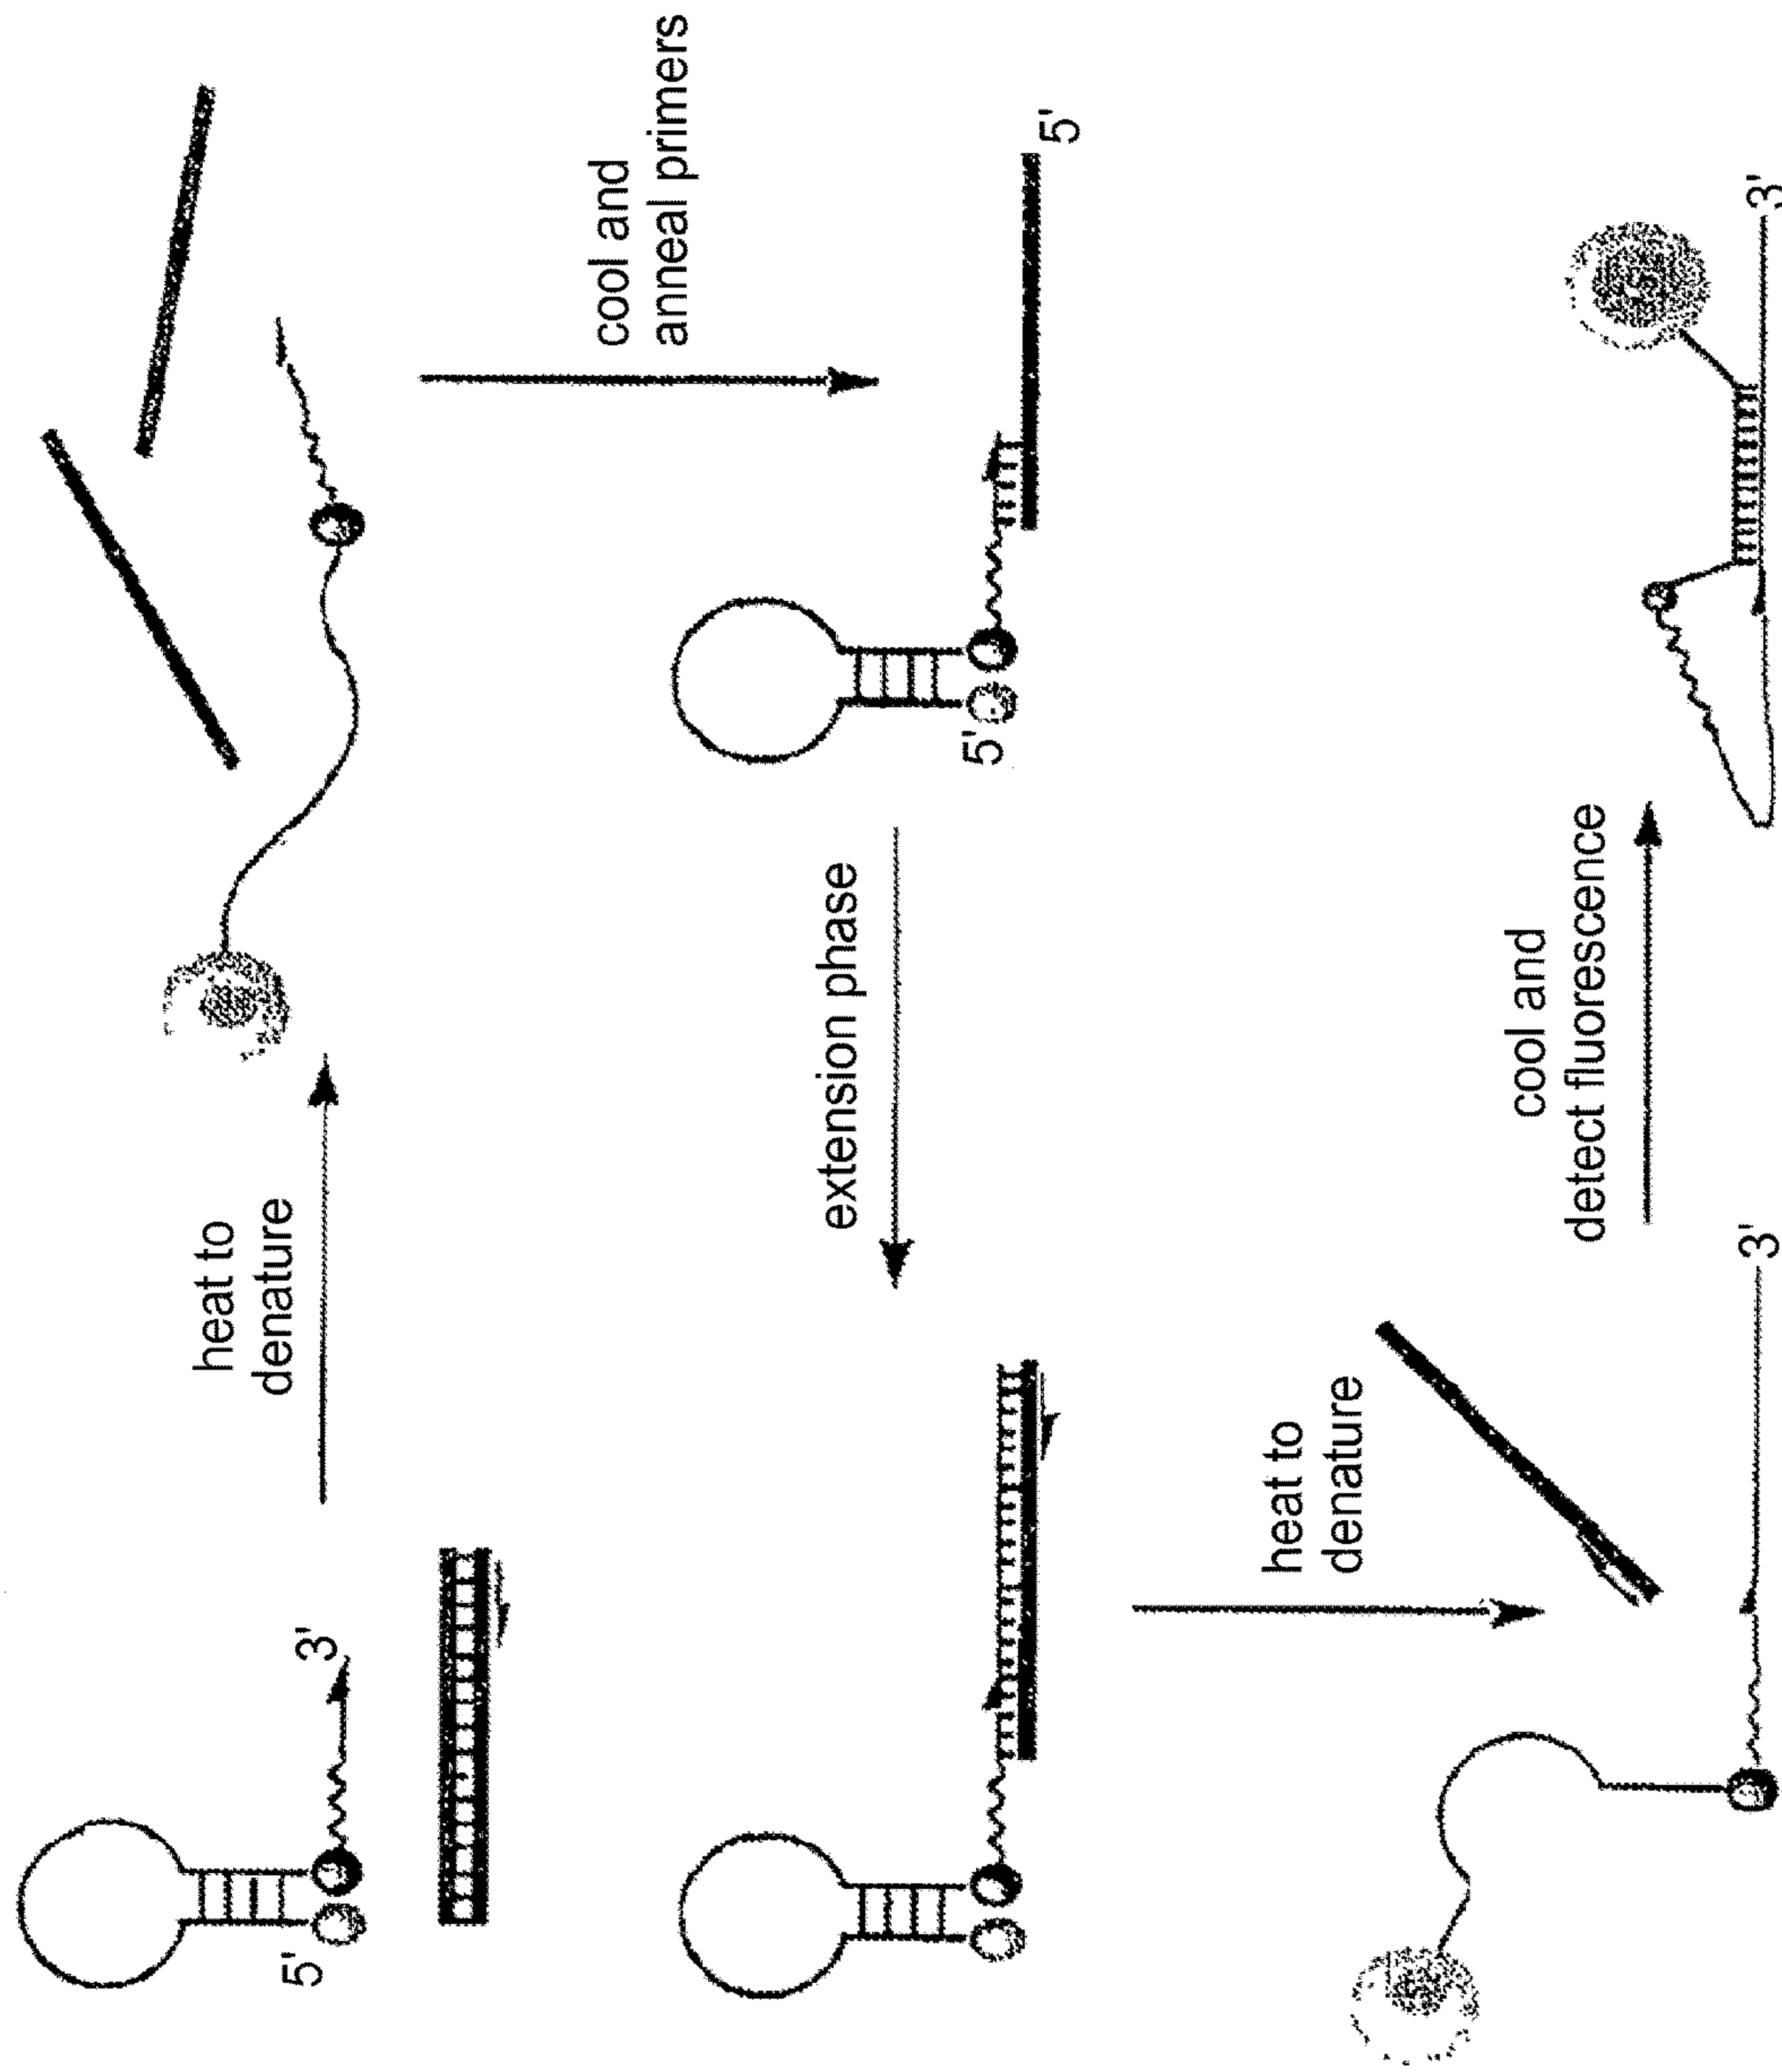 5'
3'
heat to
denature
cool and
anneal primers
5'
5'
extension phase
heat to
denature
3'
cool and
detect fluorescence
3'